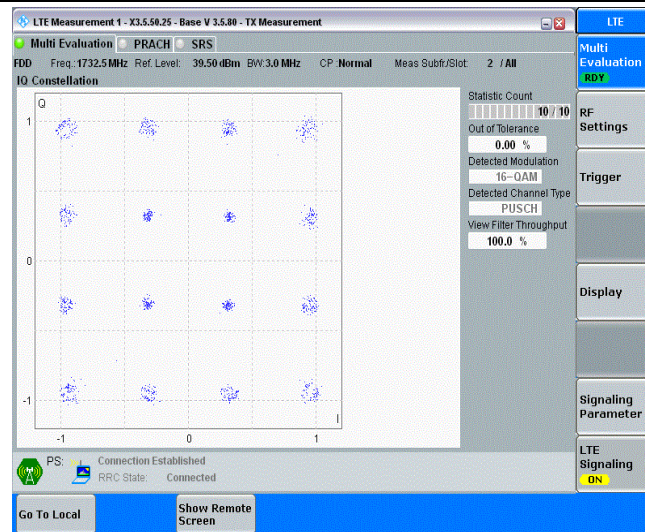 LTE Measurement 1 - X3.5.50.25 - Base V 3.5.80 - TX Measurement
LTE
Multi Evaluation PRACH SRS
FDD Freq.:1732.5 MHz Ref. Level: 39.50 dBm BW:3.0 MHz CP :Normal Meas Subfr/Slot: 2 / All
IQ Constellation
Q
1
0
-1
-1 0 1
I
Statistic Count
10 / 10
Out of Tolerance
0.00 %
Detected Modulation
16-QAM
Detected Channel Type
PUSCH
View Filter Throughput
100.0 %
Multi
Evaluation
RDY
RF
Settings
Trigger
Display
Signaling
Parameter
LTE
Signaling
ON
PS: Connection Established
RRC State: Connected
Go To Local
Show Remote
Screen